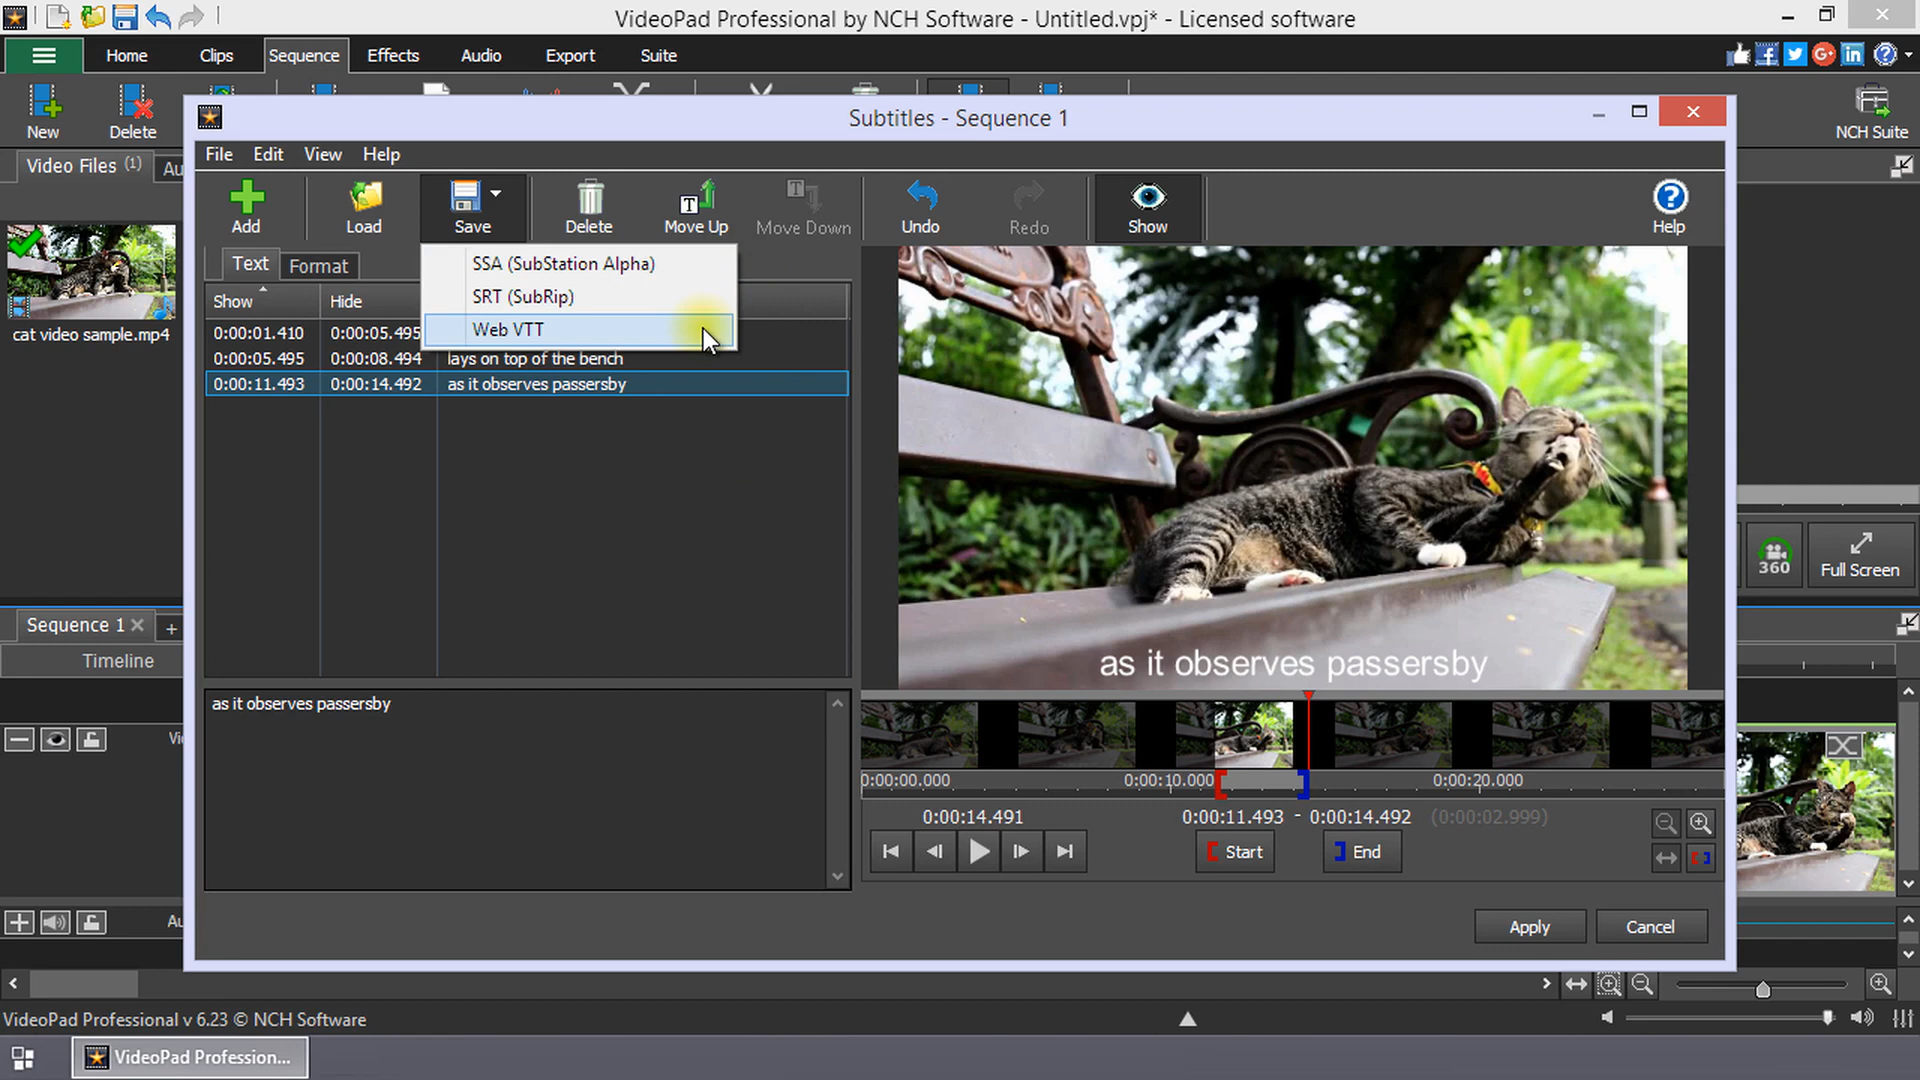 VideoPad Professional by NCH Software - Untitled.vpj* - Licensed software
Home Clips Sequence Effects Audio Export Suite
New Delete NCH Suite
Subtitles - Sequence 1
File Edit View Help
Video Files (1) Au
Add Load Save Delete Move Up Move Down Undo Redo Show Help
Text Format
SSA (SubStation Alpha)
SRT (SubRip)
Web VTT
Show Hide
0:00:01.410 0:00:05.495
0:00:05.495 0:00:08.494 lays on top of the bench
0:00:11.493 0:00:14.492 as it observes passersby
cat video sample.mp4
360 Full Screen
Sequence 1 +
Timeline
as it observes passersby
as it observes passersby
Vi
0:00:00.000 0:00:10.000 0:00:20.000
0:00:14.491 0:00:11.493 - 0:00:14.492 (0:00:02.999)
Start End
Au
Apply Cancel
VideoPad Professional v 6.23 © NCH Software
VideoPad Profession...